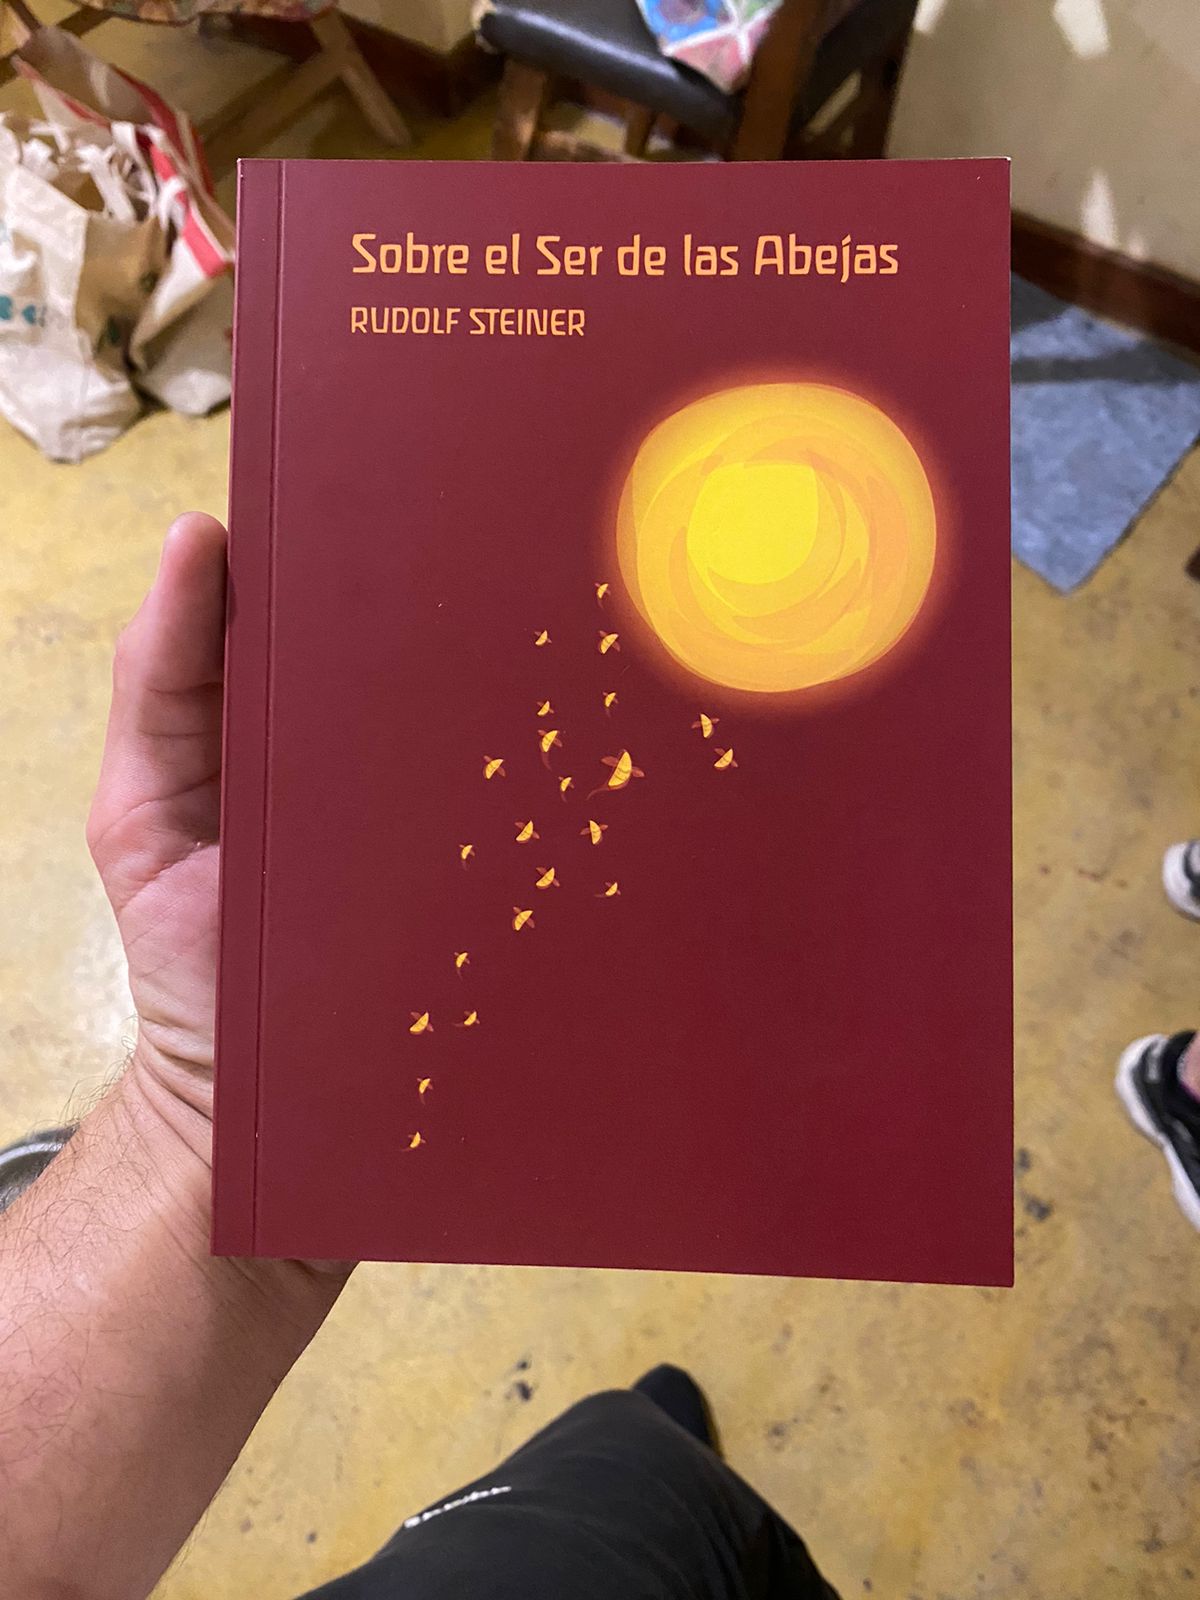 Sobre el Ser de las Abejas
RUDOLF STEINER